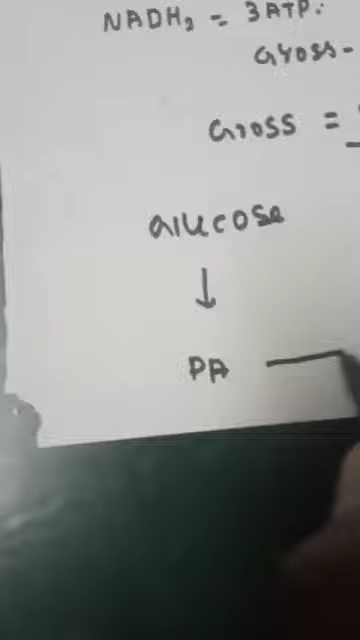 NADH₂ = 3ATP.
Gross-
Gross =
Glucose
↓
PA —